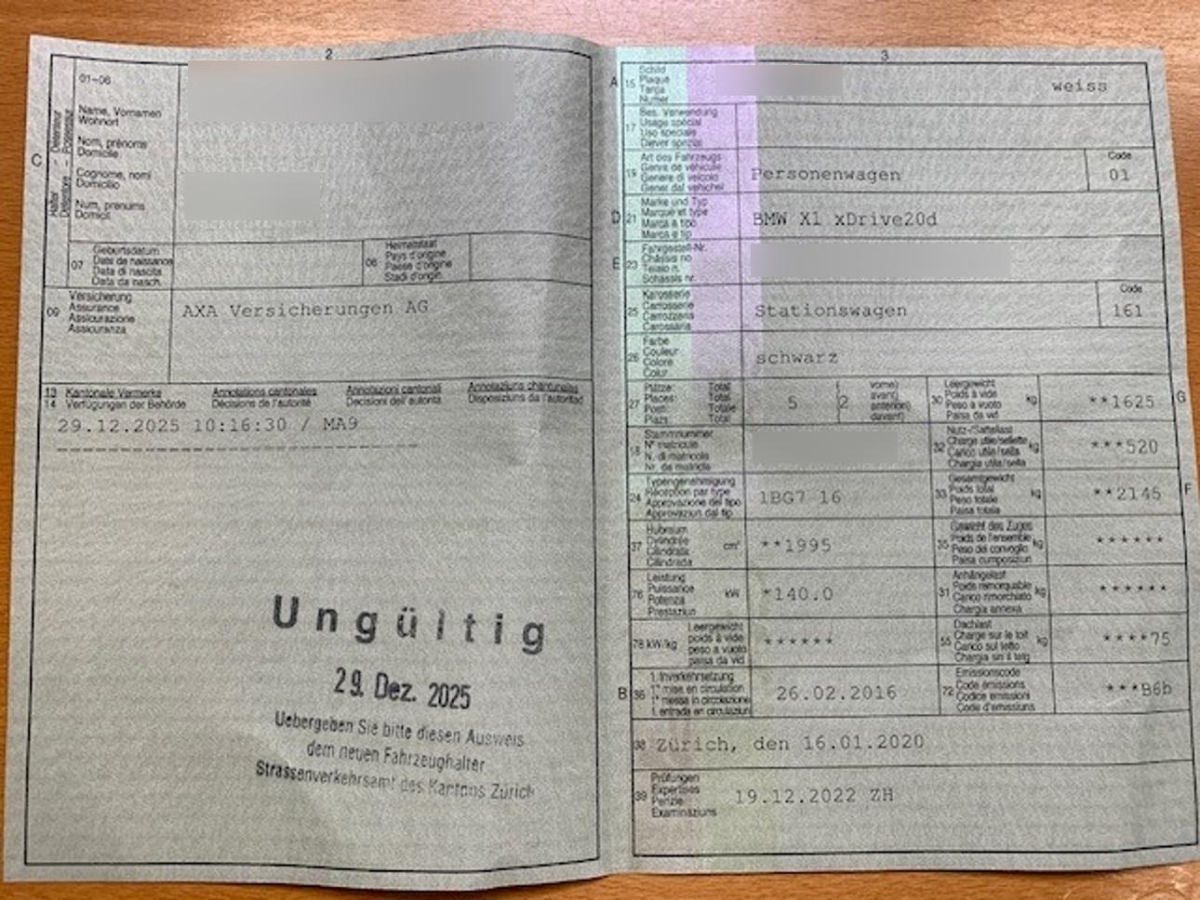 2
01–06
Name, Vornamen
Wohnort
Nom, prénoms
Domicile
Cognome, nomi
Domicilio
Num, prenums
Domicil
C
07
Geburtsdatum
Date de naissance
Data di nascita
Data da nasch.
08
Heimatstaat
Pays d'origine
Paese d'origine
Stadi d'origin.
09
Versicherung
Assurance
Assicurazione
Assicuranza
AXA Versicherungen AG
13 Kantonale Vermerke Annotations cantonales Annotazioni cantonali Annotaziuns chantunalas
14 Verfügungen der Behörde Décisions de l'autorité Decisioni dell'autorità Disposiziuns da l'autoritad
29.12.2025 10:16:30 / MA9
Ungültig
29. Dez. 2025
Uebergeben Sie bitte diesen Ausweis
dem neuen Fahrzeughalter
Strassenverkehrsamt des Kantons Zürich
3
A 15
Schild
Plaque
Targa
Numer
weiss
17
Bes. Verwendung
Usage spécial
Uso speciale
Diever spezial
19
Art des Fahrzeugs
Genre de véhicule
Genere di veicolo
Gener dal vehichel
Personenwagen
Code
01
D 21
Marke und Typ
Marque et type
Marca e tipo
Marca e tip
BMW X1 xDrive20d
E 23
Fahrgestell-Nr.
Châssis no
Telaio n.
Schassis nr.
25
Karosserie
Carrosserie
Carrozzeria
Carossaria
Stationswagen
Code
161
26
Farbe
Couleur
Colore
Colur
schwarz
27
Plätze: Total
Places: Total
Posti: Totale
Plazs: Total
5
2
vorne)
avant)
anteriori)
davant)
30
Leergewicht
Poids à vide
Peso a vuoto
Paisa da vid
kg
**1625
G
18
Stammnummer
N° matricule
N. di matricola
Nr. da matricla
32
Nutz-/Sattellast
Charge utile/sellette
Carico utile/sella
Chargia utila/sella
kg
***520
24
Typengenehmigung
Réception par type
Approvazione del tipo
Approvaziun dal tip
1BG7 16
33
Gesamtgewicht
Poids total
Peso totale
Paisa totala
kg
**2145
F
37
Hubraum
Cylindrée
Cilindrata
Cilindrada
cm³
**1995
35
Gewicht des Zuges
Poids de l'ensemble
Peso del convoglio
Paisa cumposiziun
kg
******
76
Leistung
Puissance
Potenza
Prestaziun
kW
*140.0
31
Anhängelast
Poids remorquable
Carico rimorchiato
Chargia annexa
kg
******
78 kW/kg
Leergewicht
poids à vide
peso a vuoto
paisa da vid
******
55
Dachlast
Charge sur le toit
Carico sul tetto
Chargia sin il tetg
kg
****75
B 36
1. Inverkehrsetzung
1re mise en circulation
1a messa in circolazione
1. entrada en circulaziun
26.02.2016
72
Emissionscode
Code émissions
Codice emissioni
Code d'emissiuns
***B6b
38 Zürich, den 16.01.2020
39
Prüfungen
Expertises
Perizie
Examinaziuns
19.12.2022 ZH